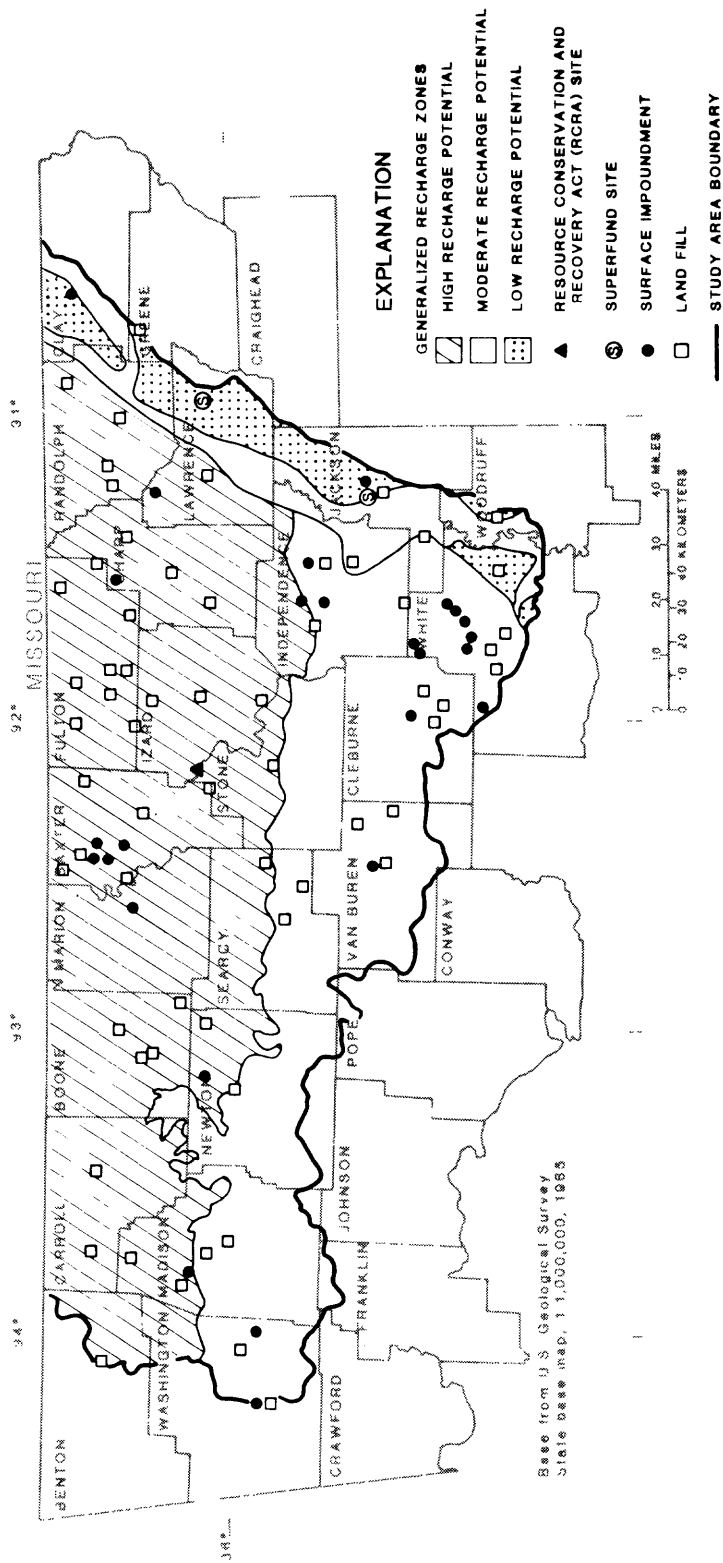 MISSOURI
94°
93°
92°
31°
BENTON
CARROLL
BOONE
MARION
BAXTER
FULTON
RANDOLPH
CLAY
WASHINGTON
MADISON
NEWTON
SEARCY
STONE
IZARD
SHARP
LAWRENCE
GREENE
CRAIGHEAD
INDEPENDENCE
JACKSON
CRAWFORD
FRANKLIN
JOHNSON
POPE
VAN BUREN
CONWAY
CLEBURNE
WHITE
WOODRUFF
0 10 20 30 40 MILES
0 10 20 30 40 KILOMETERS
Base from U.S. Geological Survey
State base map, 1:1,000,000, 1985
EXPLANATION
GENERALIZED RECHARGE ZONES
HIGH RECHARGE POTENTIAL
MODERATE RECHARGE POTENTIAL
LOW RECHARGE POTENTIAL
RESOURCE CONSERVATION AND
RECOVERY ACT (RCRA) SITE
S SUPERFUND SITE
SURFACE IMPOUNDMENT
LAND FILL
STUDY AREA BOUNDARY
S
S